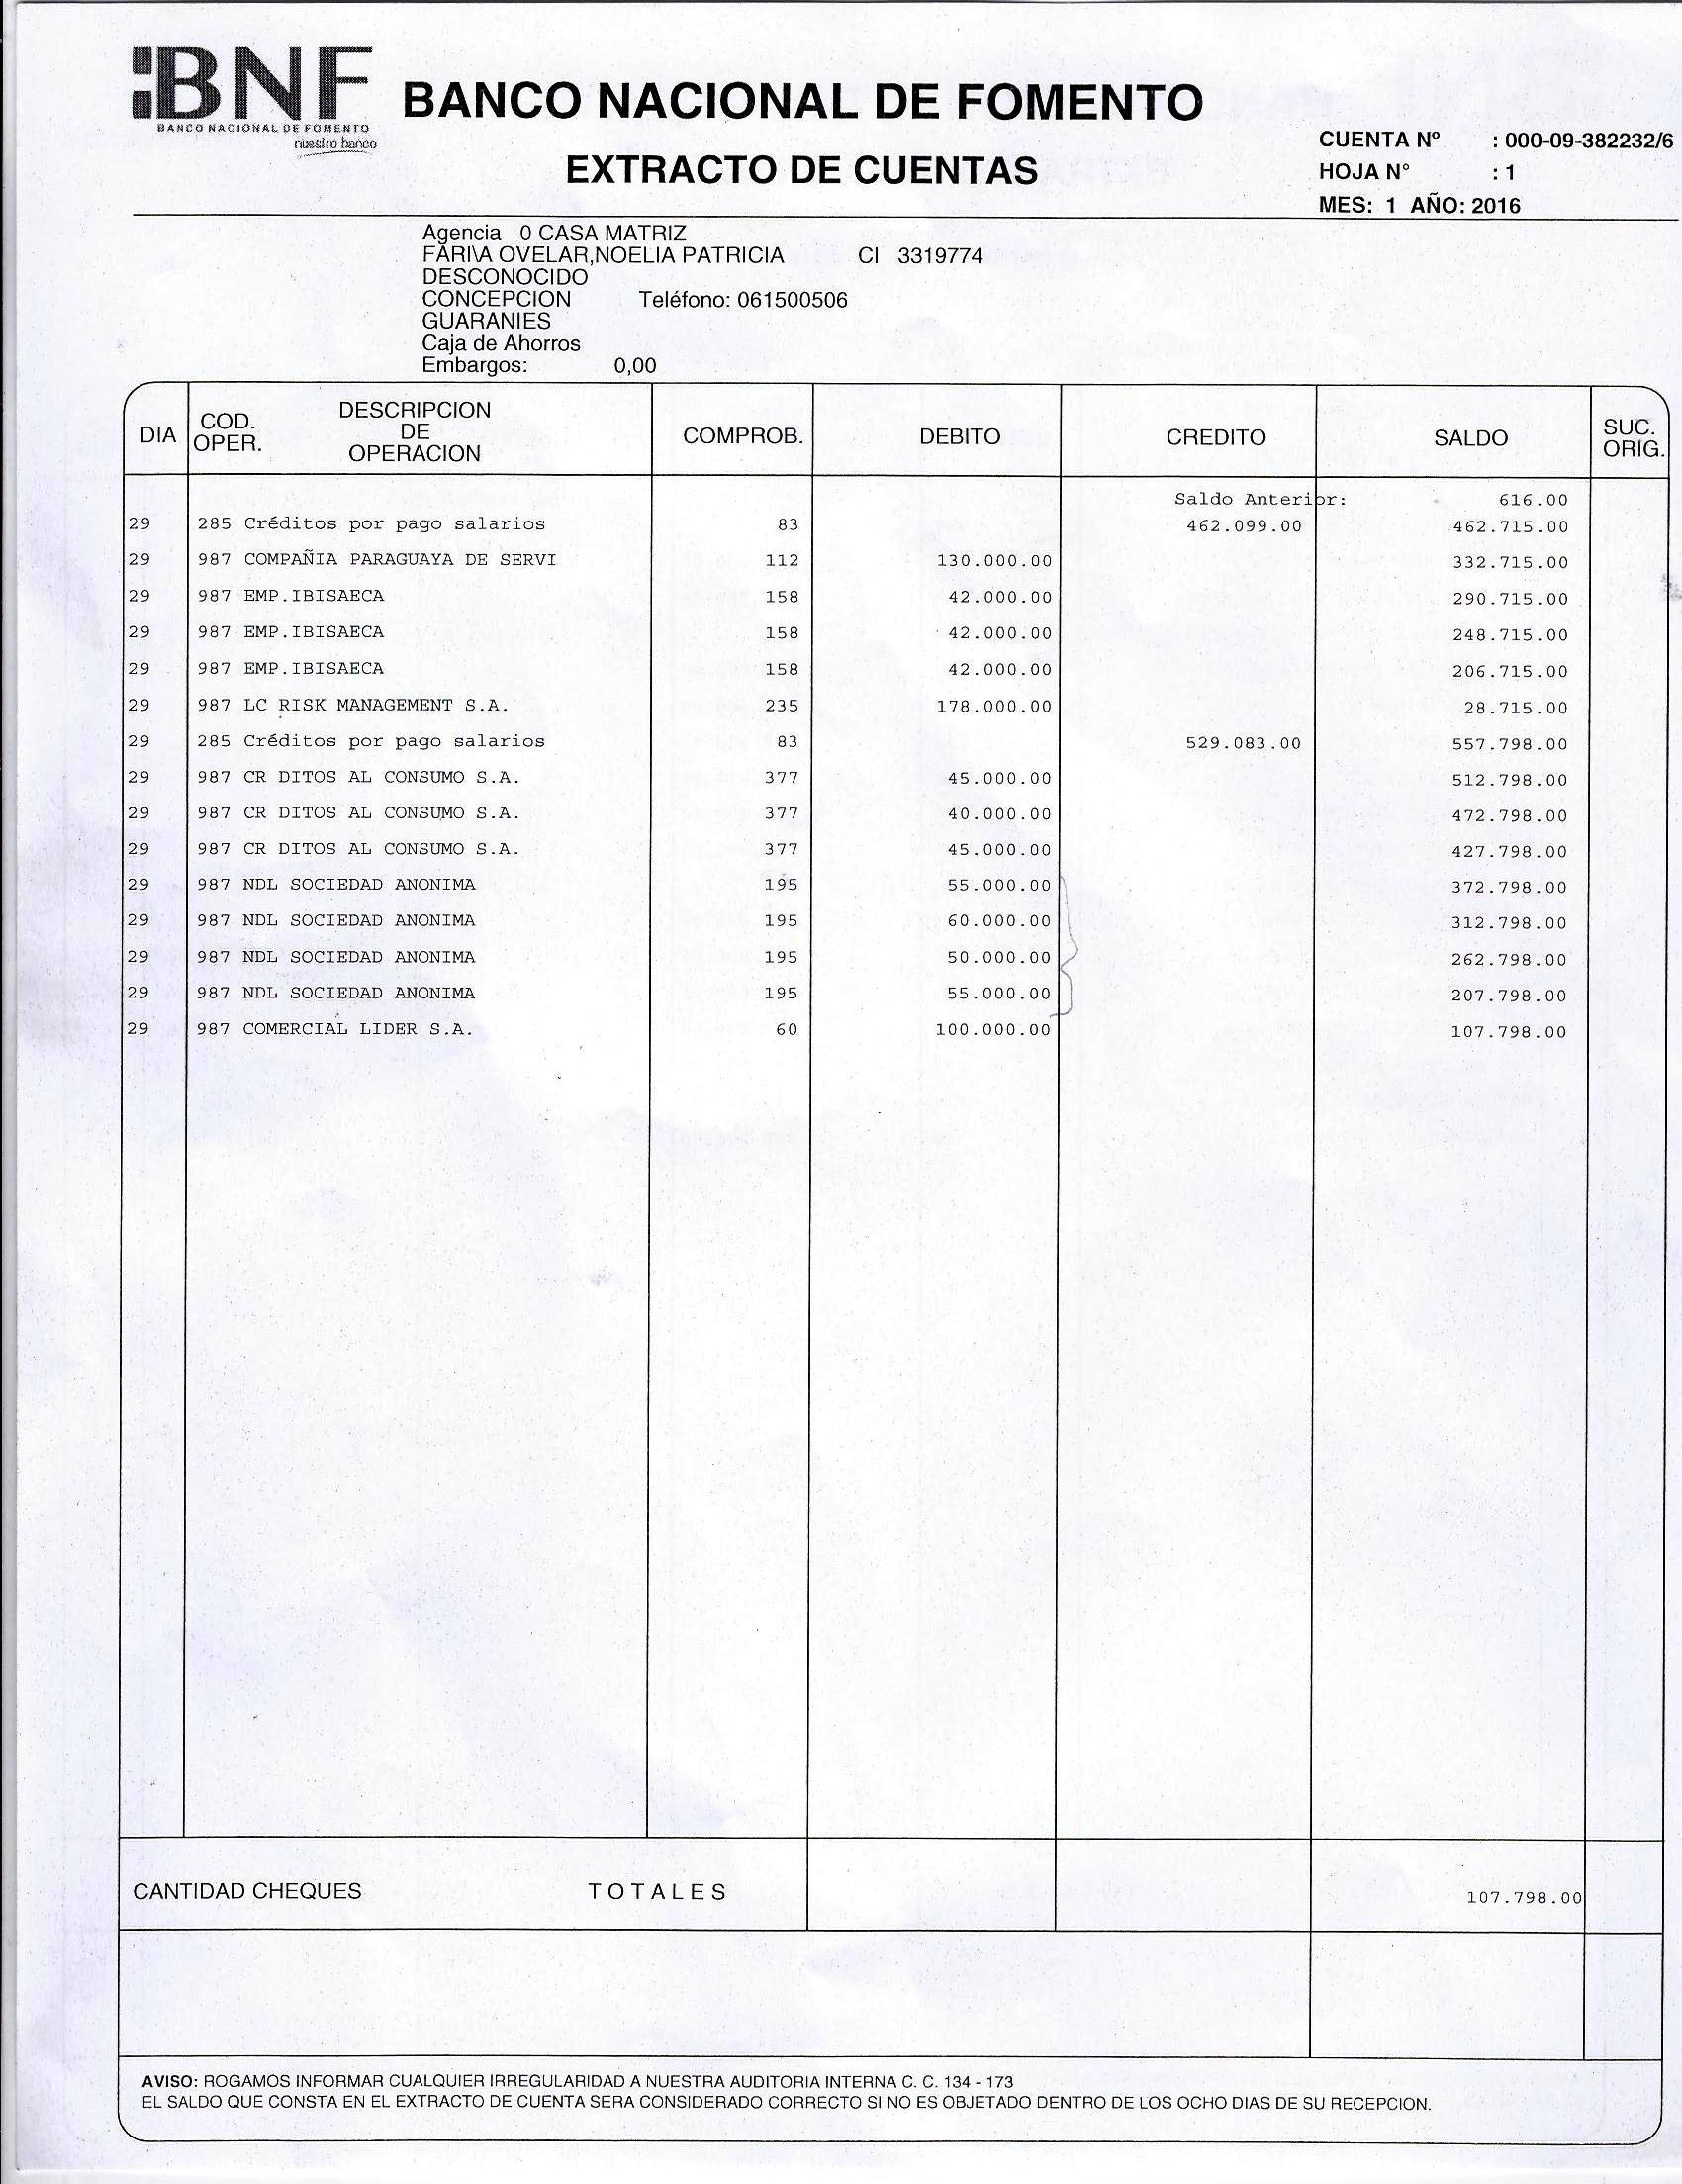 BNF
BANCO NACIONAL DE FOMENTO
nuestro banco
BANCO NACIONAL DE FOMENTO
EXTRACTO DE CUENTAS
CUENTA Nº : 000-09-382232/6
HOJA N° : 1
MES: 1 AÑO: 2016
Agencia 0 CASA MATRIZ
FARI\A OVELAR,NOELIA PATRICIA CI 3319774
DESCONOCIDO
CONCEPCION Teléfono: 061500506
GUARANIES
Caja de Ahorros
Embargos: 0,00
DIA COD. OPER. DESCRIPCION DE OPERACION COMPROB. DEBITO CREDITO SALDO SUC. ORIG.
Saldo Anterior: 616.00
29 285 Créditos por pago salarios 83 462.099.00 462.715.00
29 987 COMPAÑIA PARAGUAYA DE SERVI 112 130.000.00 332.715.00
29 987 EMP.IBISAECA 158 42.000.00 290.715.00
29 987 EMP.IBISAECA 158 42.000.00 248.715.00
29 987 EMP.IBISAECA 158 42.000.00 206.715.00
29 987 LC RISK MANAGEMENT S.A. 235 178.000.00 28.715.00
29 285 Créditos por pago salarios 83 529.083.00 557.798.00
29 987 CR DITOS AL CONSUMO S.A. 377 45.000.00 512.798.00
29 987 CR DITOS AL CONSUMO S.A. 377 40.000.00 472.798.00
29 987 CR DITOS AL CONSUMO S.A. 377 45.000.00 427.798.00
29 987 NDL SOCIEDAD ANONIMA 195 55.000.00 372.798.00
29 987 NDL SOCIEDAD ANONIMA 195 60.000.00 312.798.00
29 987 NDL SOCIEDAD ANONIMA 195 50.000.00 262.798.00
29 987 NDL SOCIEDAD ANONIMA 195 55.000.00 207.798.00
29 987 COMERCIAL LIDER S.A. 60 100.000.00 107.798.00
CANTIDAD CHEQUES TOTALES 107.798.00
AVISO: ROGAMOS INFORMAR CUALQUIER IRREGULARIDAD A NUESTRA AUDITORIA INTERNA C. C. 134 - 173
EL SALDO QUE CONSTA EN EL EXTRACTO DE CUENTA SERA CONSIDERADO CORRECTO SI NO ES OBJETADO DENTRO DE LOS OCHO DIAS DE SU RECEPCION.